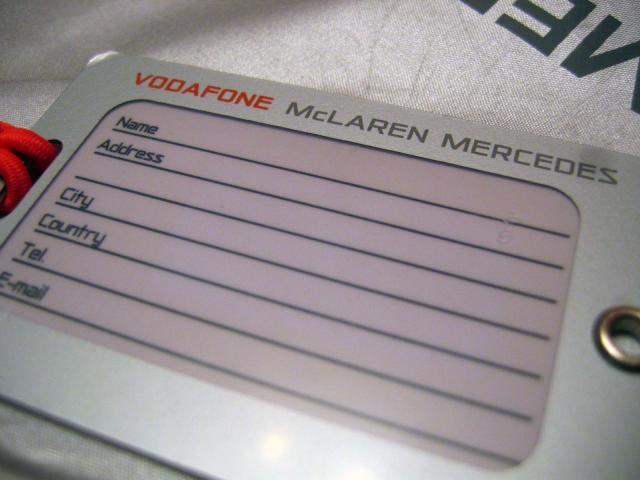 VODAFONE McLAREN MERCEDES
Name
Address
City
Country
Tel.
E-mail